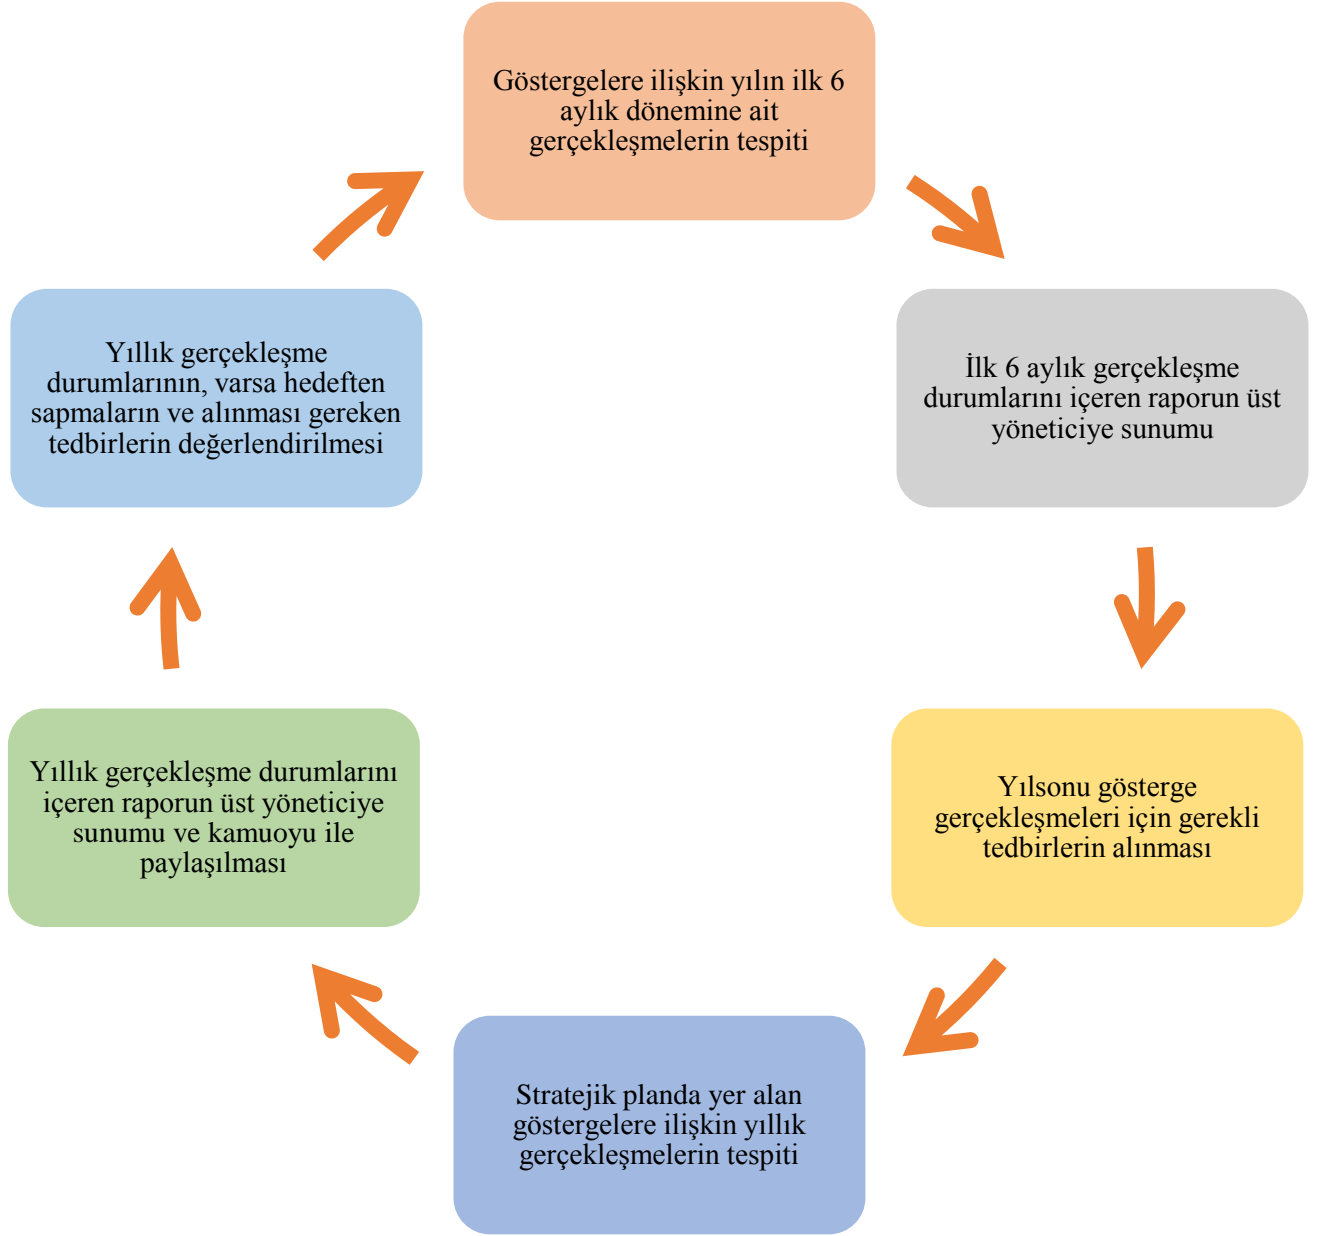 Göstergelere ilişkin yılın ilk 6
aylık dönemine ait
gerçekleşmelerin tespiti
İlk 6 aylık gerçekleşme
durumlarını içeren raporun üst
yöneticiye sunumu
Yılsonu gösterge
gerçekleşmeleri için gerekli
tedbirlerin alınması
Stratejik planda yer alan
göstergelere ilişkin yıllık
gerçekleşmelerin tespiti
Yıllık gerçekleşme durumlarını
içeren raporun üst yöneticiye
sunumu ve kamuoyu ile
paylaşılması
Yıllık gerçekleşme
durumlarının, varsa hedeften
sapmaların ve alınması gereken
tedbirlerin değerlendirilmesi